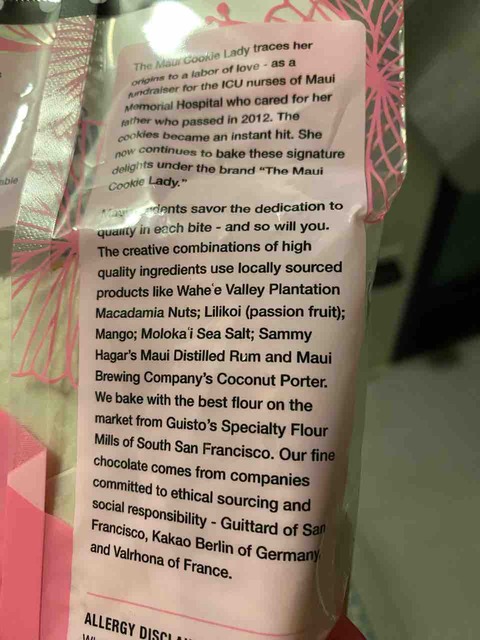 The Maui Cookie Lady traces her
origins to a labor of love - as a
fundraiser for the ICU nurses of Maui
Memorial Hospital who cared for her
father who passed in 2012. The
cookies became an instant hit. She
now continues to bake these signature
delights under the brand "The Maui
Cookie Lady."
savor the dedication to
quality in each bite - and so will you.
The creative combinations of high
quality ingredients use locally sourced
products like Wahe'e Valley Plantation
Macadamia Nuts; Lilikoi (passion fruit);
Mango; Moloka'i Sea Salt; Sammy
Hagar's Maui Distilled Rum and Maui
Brewing Company's Coconut Porter.
We bake with the best flour on the
market from Guisto's Specialty Flour
Mills of South San Francisco. Our fine
chocolate comes from companies
committed to ethical sourcing and
social responsibility - Guittard of San
Francisco, Kakao Berlin of Germany
and Valrhona of France.
ALLERGY